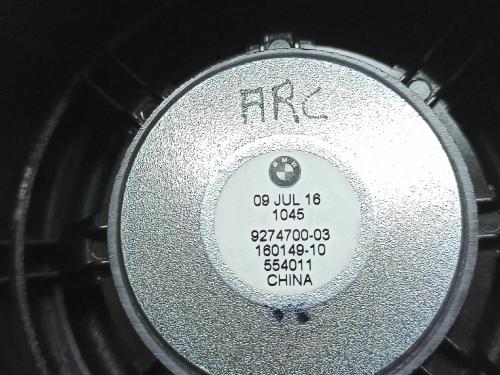 ARC
BMW
09 JUL 16
1045
9274700-03
160149-10
554011
CHINA